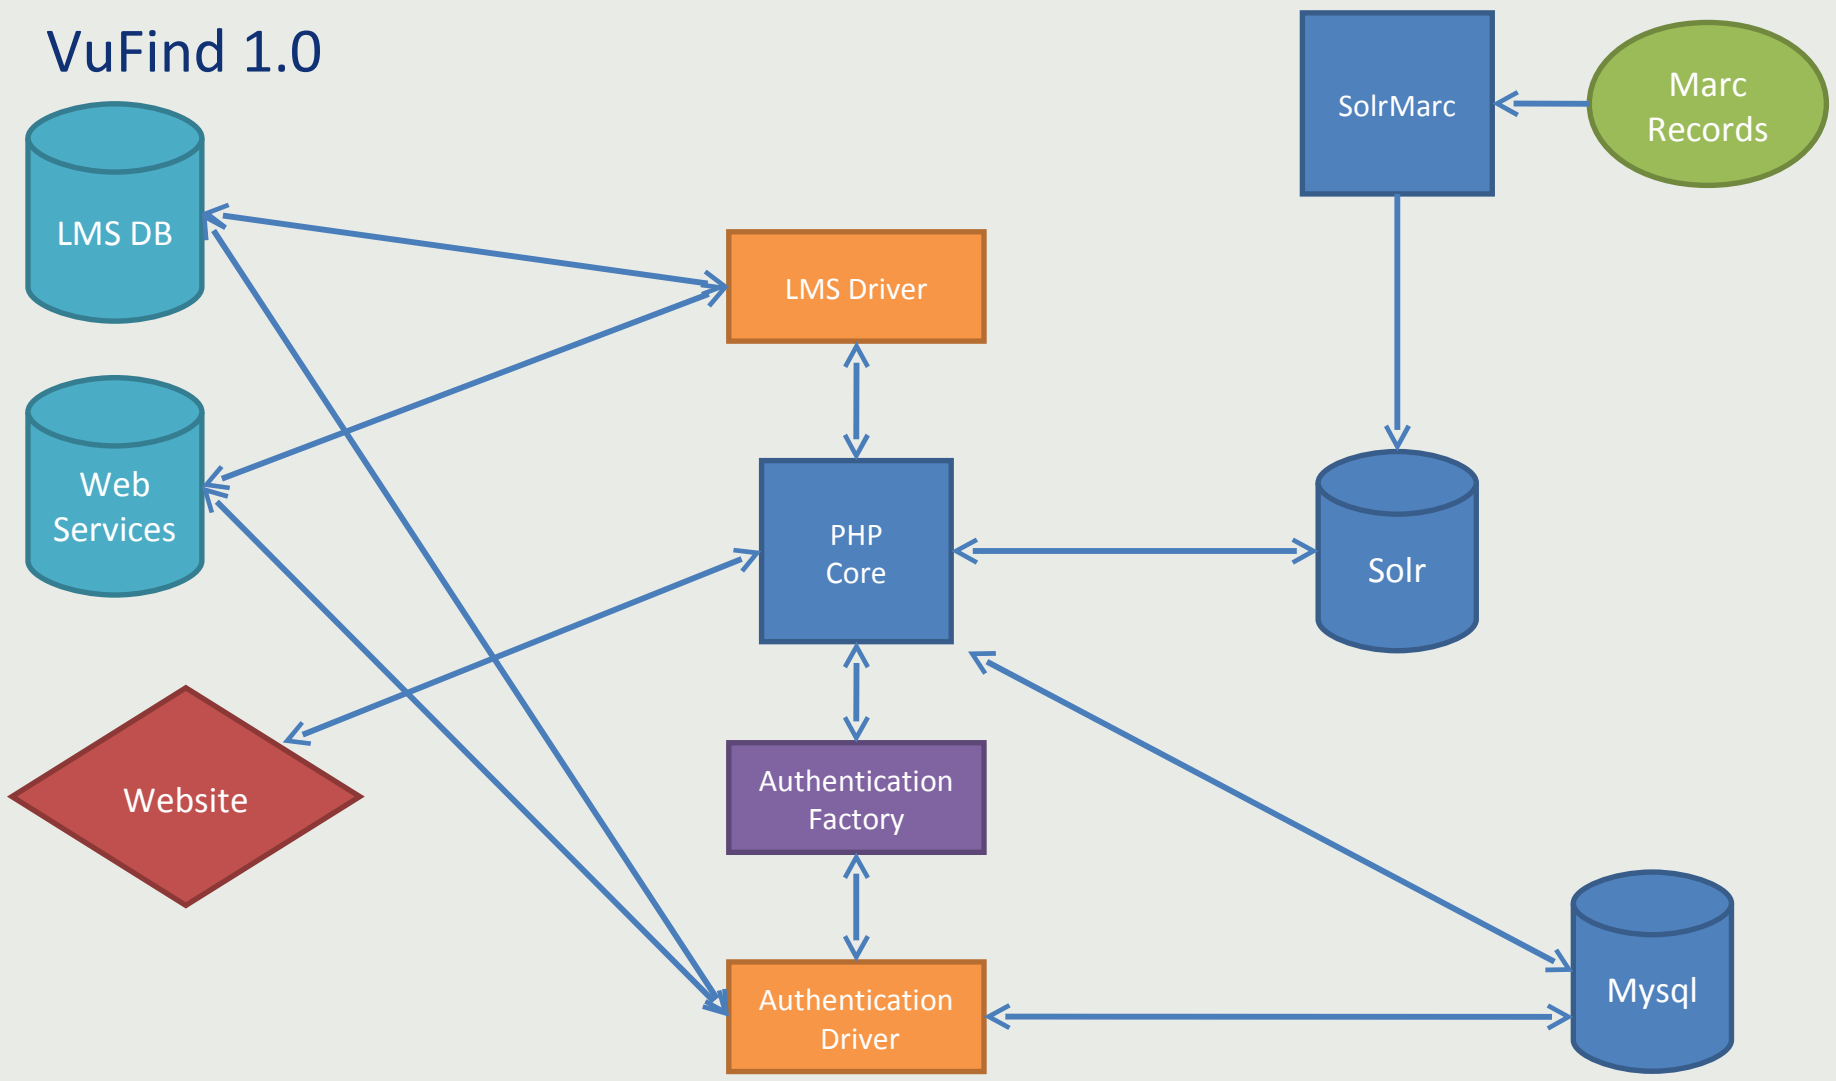 VuFind 1.0
SolrMarc
Marc
Records
LMS DB
LMS Driver
Web
Services
PHP
Core
Solr
Website
Authentication
Factory
Authentication
Driver
Mysql